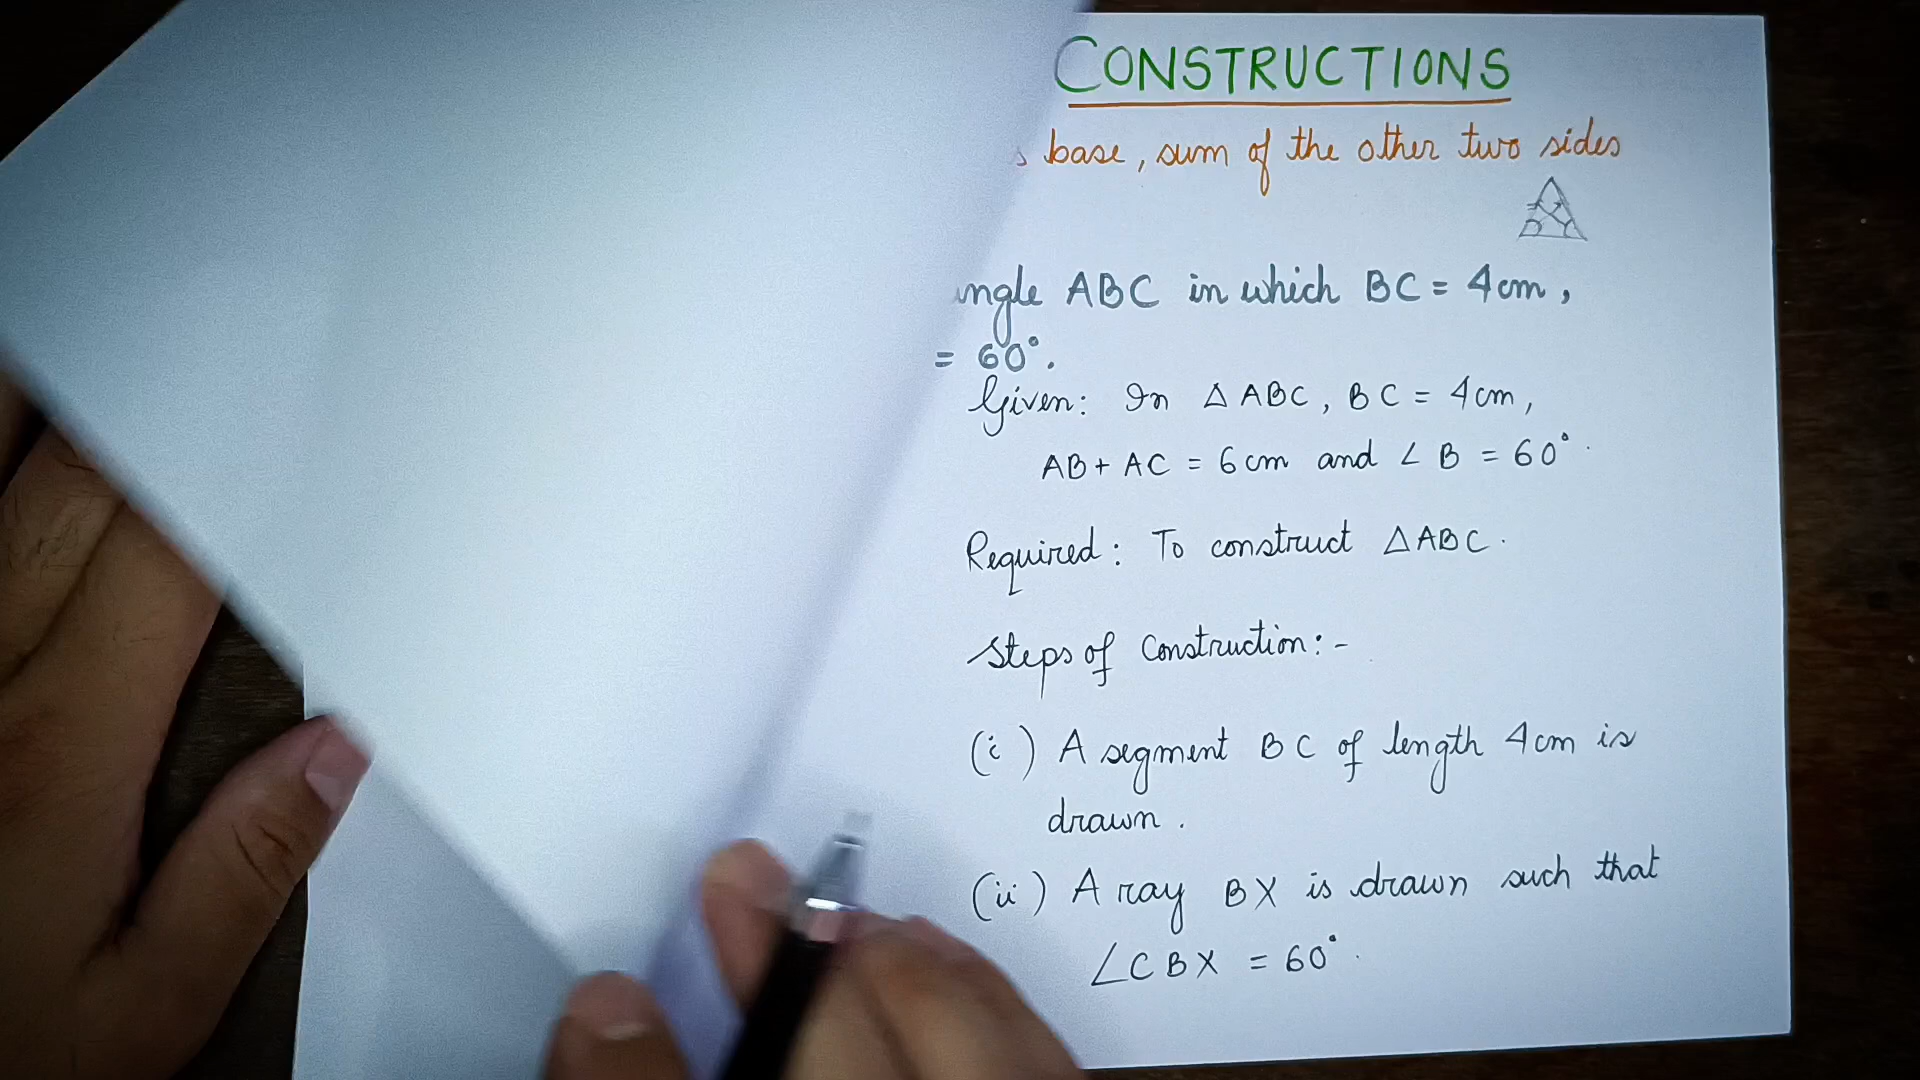 CONSTRUCTIONS
base, sum of the other two sides
ABC in which BC = 4cm,
= 60°.
Given: In △ ABC, BC = 4cm,
AB + AC = 6cm and ∠ B = 60°.
Required: To construct △ABC.
Steps of Construction:-
(i) A segment BC of length 4cm is
drawn.
(ii) A ray BX is drawn such that
∠CBX = 60°.